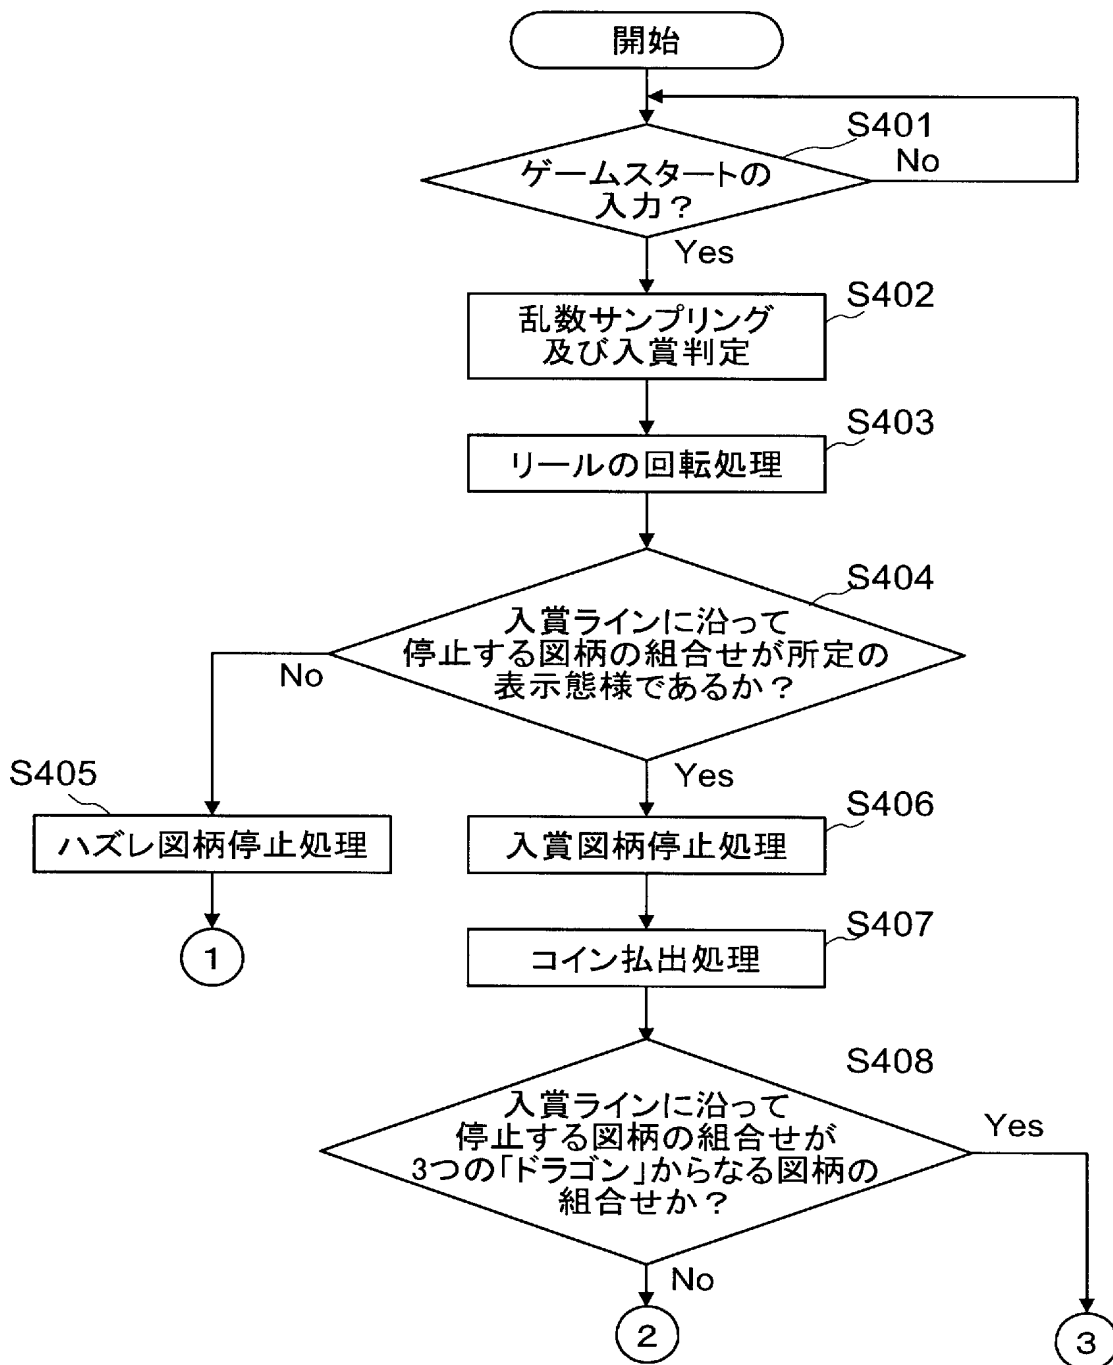 開始
S401
No
ゲームスタートの
入力？
Yes
S402
乱数サンプリング
及び入賞判定
S403
リールの回転処理
S404
入賞ラインに沿って
停止する図柄の組合せが所定の
表示態様であるか？
No
Yes
S405
ハズレ図柄停止処理
S406
入賞図柄停止処理
1
S407
コイン払出処理
S408
入賞ラインに沿って
停止する図柄の組合せが
3つの「ドラゴン」からなる図柄の
組合せか？
Yes
No
2
3